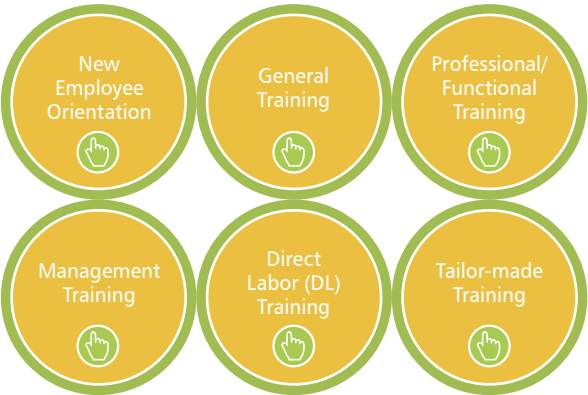 New
Employee
Orientation
General
Training
Professional/
Functional
Training
Management
Training
Direct
Labor (DL)
Training
Tailor-made
Training